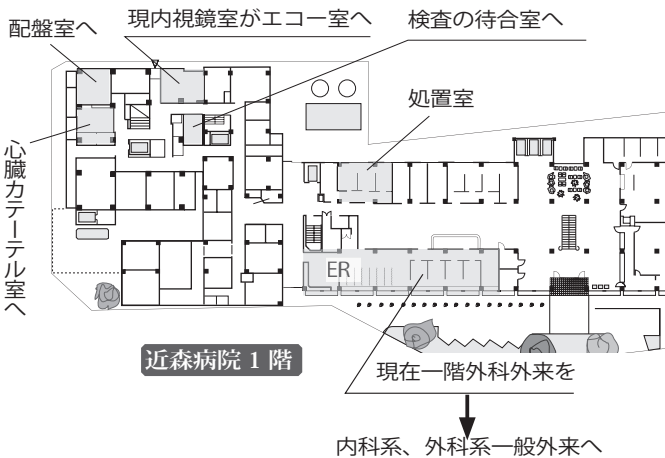 配盤室へ
現内視鏡室がエコー室へ
検査の待合室へ
処置室
心臓カテーテル室へ
ER
近森病院 1 階
現在一階外科外来を
内科系、外科系一般外来へ